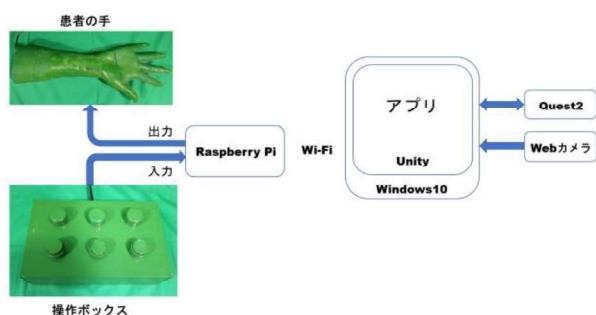 患者の手
出力
入力
Raspberry Pi
Wi-Fi
アプリ
Unity
Windows10
Quest2
Webカメラ
操作ボックス